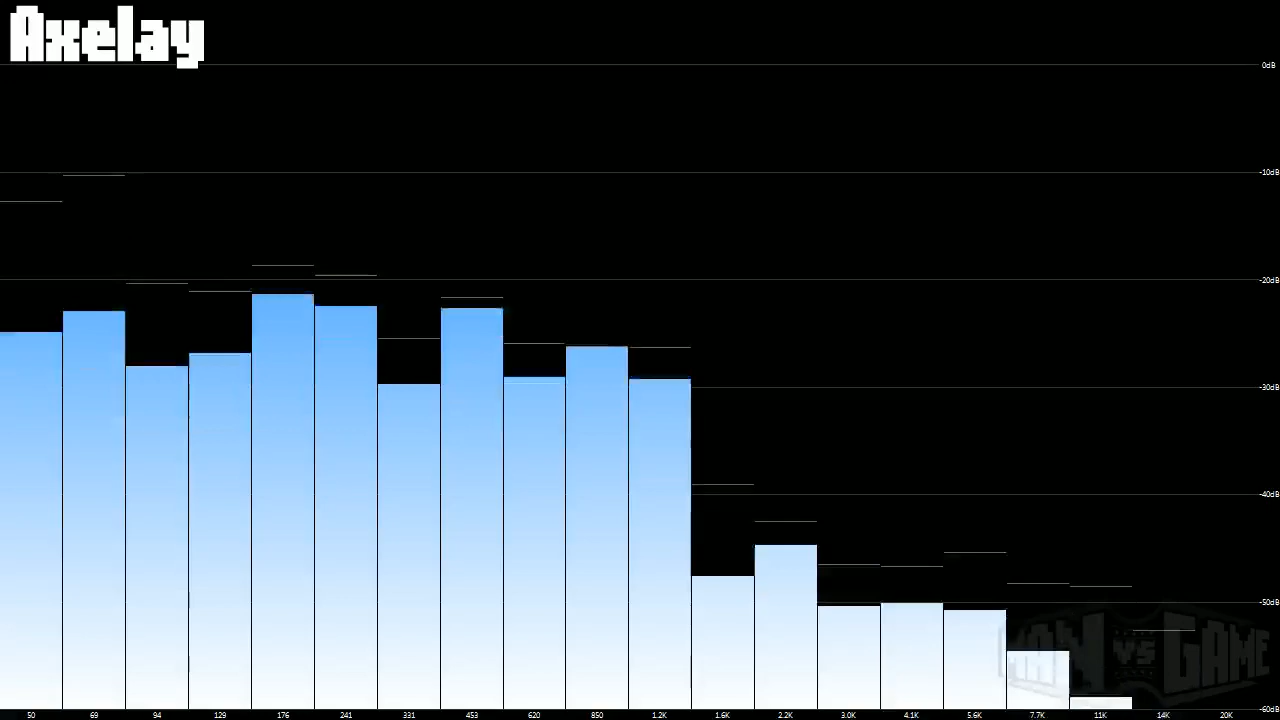 Axelay
0dB
-10dB
-20dB
-30dB
-40dB
-50dB
MAN VS GAME
-60dB
50 69 94 129 176 241 331 453 620 850 1.2K 1.6K 2.2K 3.0K 4.1K 5.6K 7.7K 11K 14K 20K